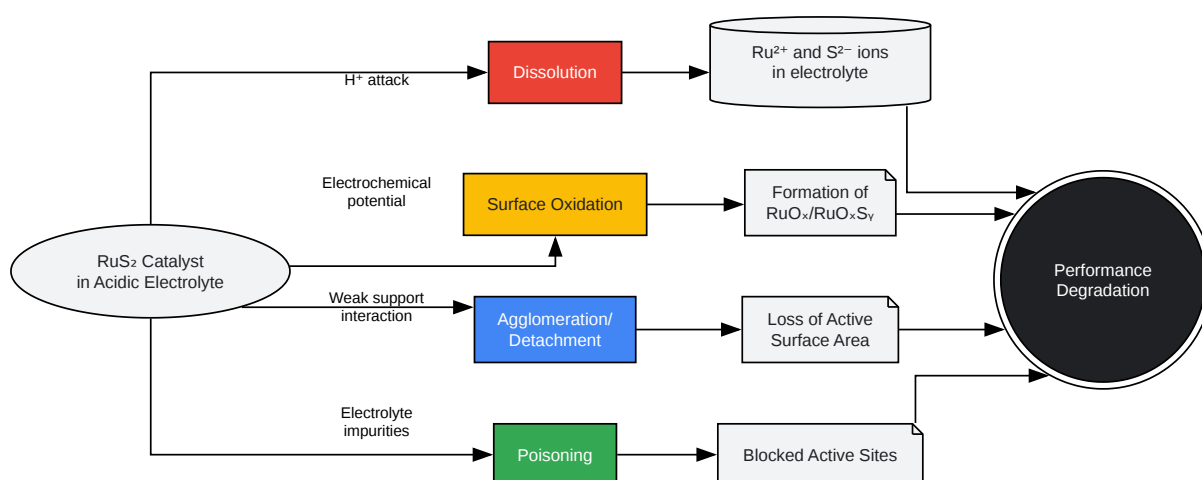 RuS₂ Catalyst
in Acidic Electrolyte
H⁺ attack
Dissolution
Ru²⁺ and S²⁻ ions
in electrolyte
Electrochemical
potential
Surface Oxidation
Formation of
RuOₓ/RuOₓSᵧ
Weak support
interaction
Agglomeration/
Detachment
Loss of Active
Surface Area
Electrolyte
impurities
Poisoning
Blocked Active Sites
Performance
Degradation